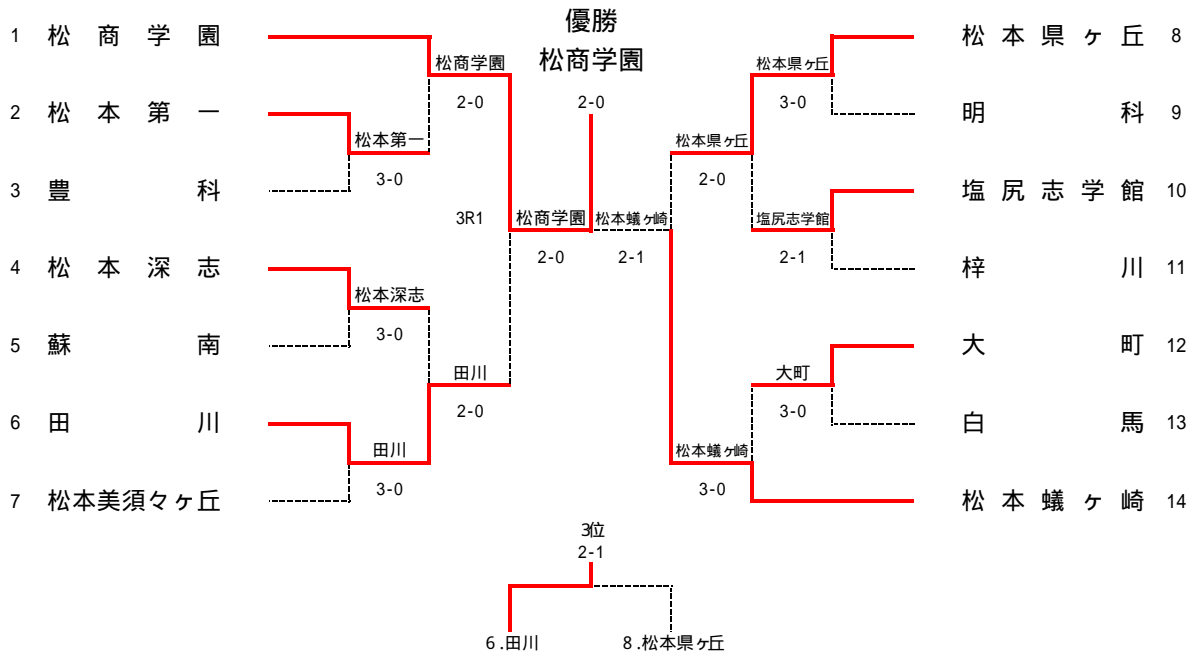 優勝
松商学園
1 松商学園
松本県ヶ丘 8
松商学園
松本県ヶ丘
2-0
2-0
3-0
2 松本第一
明科 9
松本第一
松本県ヶ丘
3-0
2-0
3 豊科
塩尻志学館 10
3R1
松商学園
松本蟻ヶ崎
塩尻志学館
2-0
2-1
2-1
4 松本深志
梓川 11
松本深志
3-0
5 蘇南
大町 12
田川
大町
2-0
3-0
6 田川
白馬 13
田川
松本蟻ヶ崎
3-0
3-0
7 松本美須々ヶ丘
松本蟻ヶ崎 14
3位
2-1
6.田川
8.松本県ヶ丘